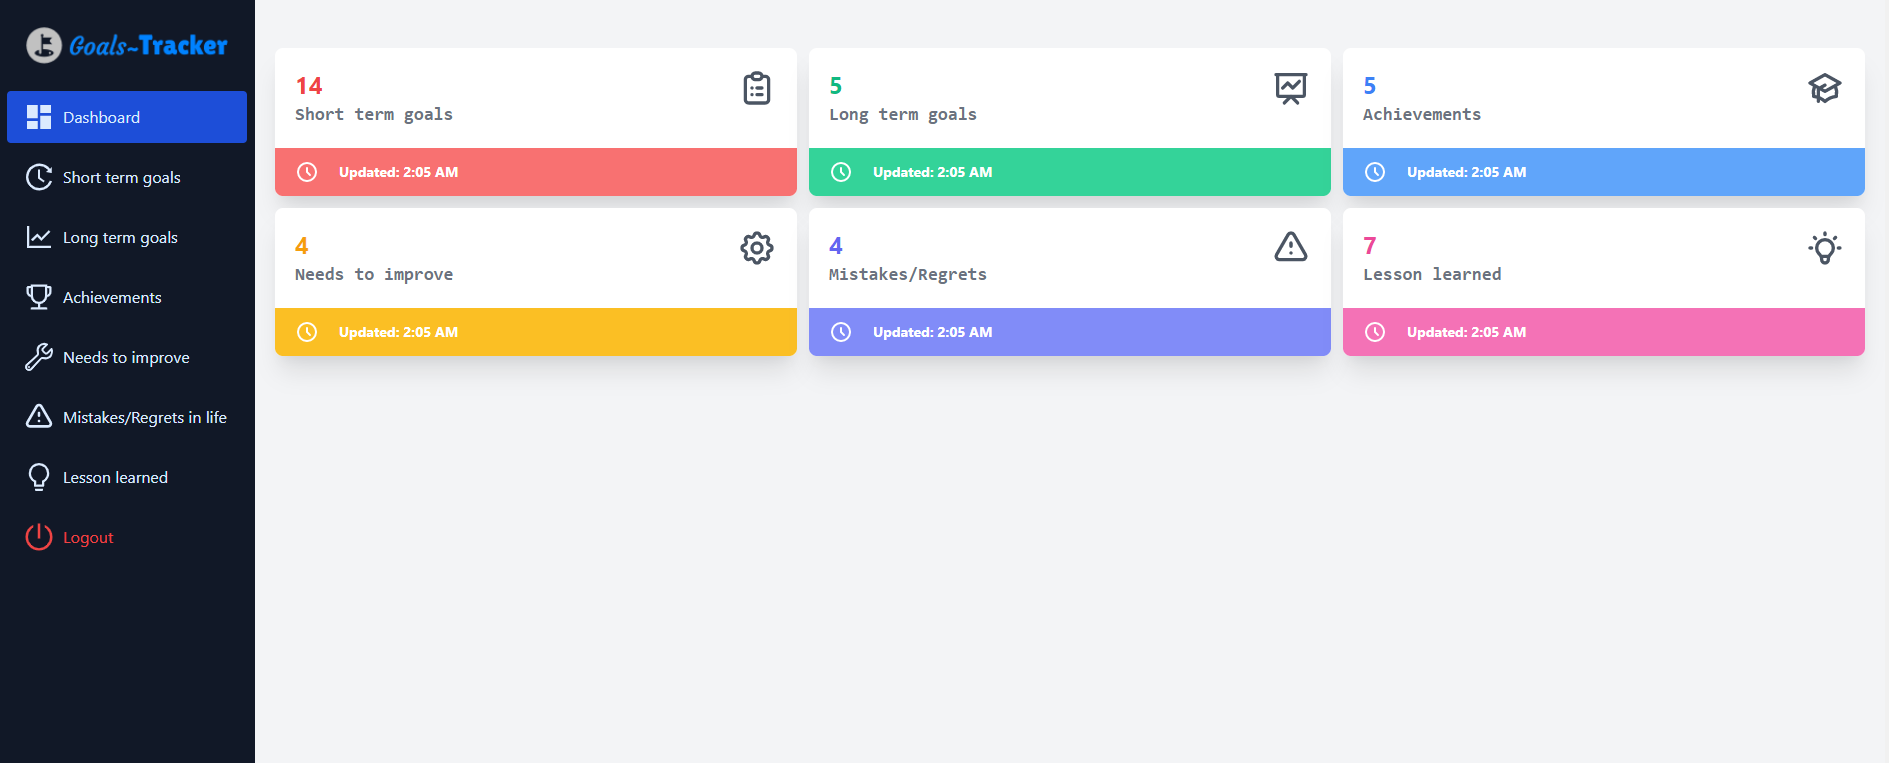 Goals~Tracker
Dashboard
Short term goals
Long term goals
Achievements
Needs to improve
Mistakes/Regrets in life
Lesson learned
Logout
14
Short term goals
Updated: 2:05 AM
5
Long term goals
Updated: 2:05 AM
5
Achievements
Updated: 2:05 AM
4
Needs to improve
Updated: 2:05 AM
4
Mistakes/Regrets
Updated: 2:05 AM
7
Lesson learned
Updated: 2:05 AM